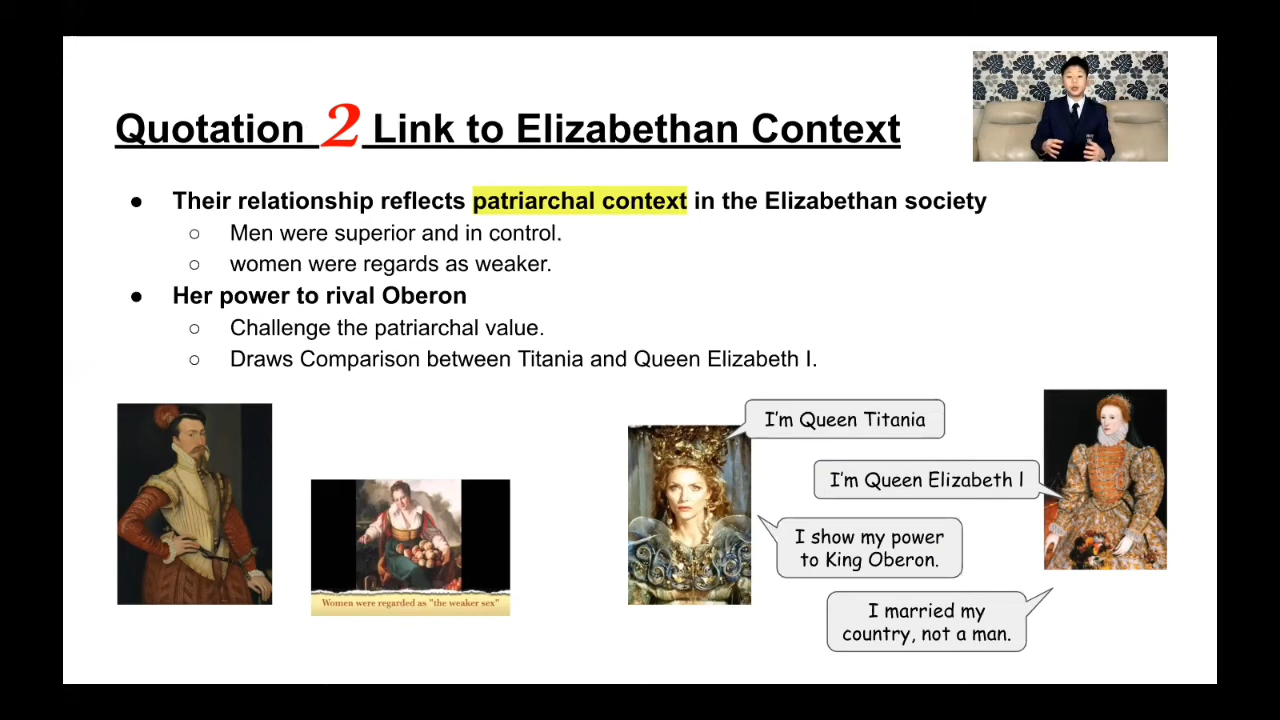 Quotation 2 Link to Elizabethan Context
● Their relationship reflects patriarchal context in the Elizabethan society
○ Men were superior and in control.
○ women were regards as weaker.
● Her power to rival Oberon
○ Challenge the patriarchal value.
○ Draws Comparison between Titania and Queen Elizabeth I.
I'm Queen Titania
I'm Queen Elizabeth I
I show my power
to King Oberon.
Women were regarded as "the weaker sex"
I married my
country, not a man.